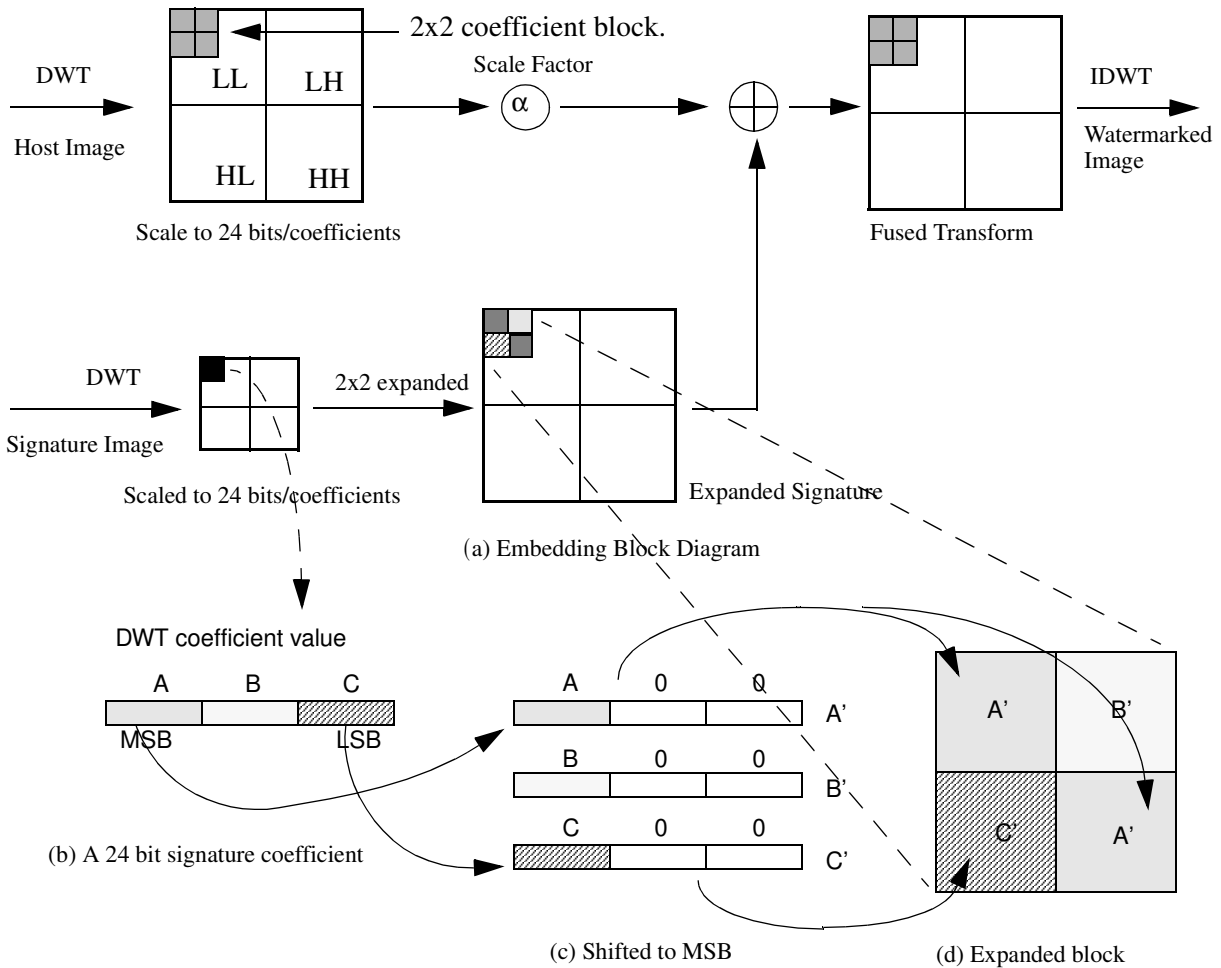 2x2 coefficient block.
DWT
Host Image
LL
LH
HL
HH
Scale to 24 bits/coefficients
Scale Factor
α
Fused Transform
IDWT
Watermarked
Image
DWT
Signature Image
Scaled to 24 bits/coefficients
2x2 expanded
Expanded Signature
(a) Embedding Block Diagram
DWT coefficient value
A B C
MSB LSB
(b) A 24 bit signature coefficient
A 0 0
A'
B 0 0
B'
C 0 0
C'
(c) Shifted to MSB
A' B'
C' A'
(d) Expanded block